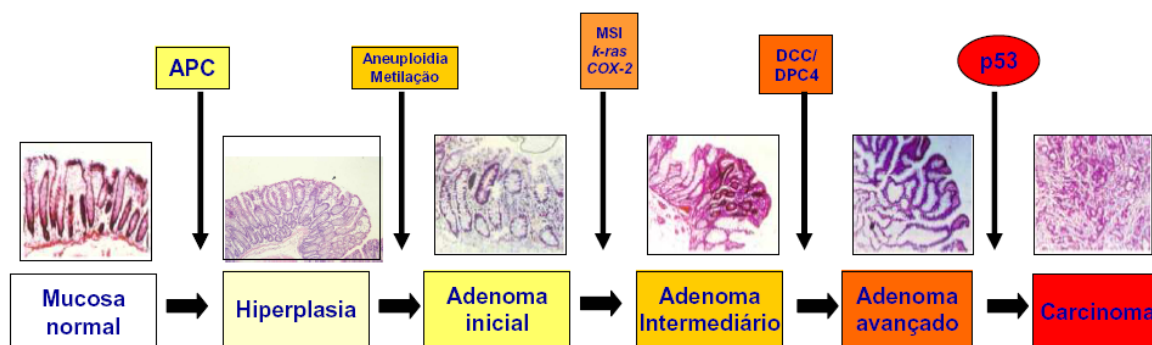 APC
Aneuploidia
Metilação
MSI
k-ras
COX-2
DCC/
DPC4
p53
Mucosa
normal
Hiperplasia
Adenoma
inicial
Adenoma
Intermediário
Adenoma
avançado
Carcinoma